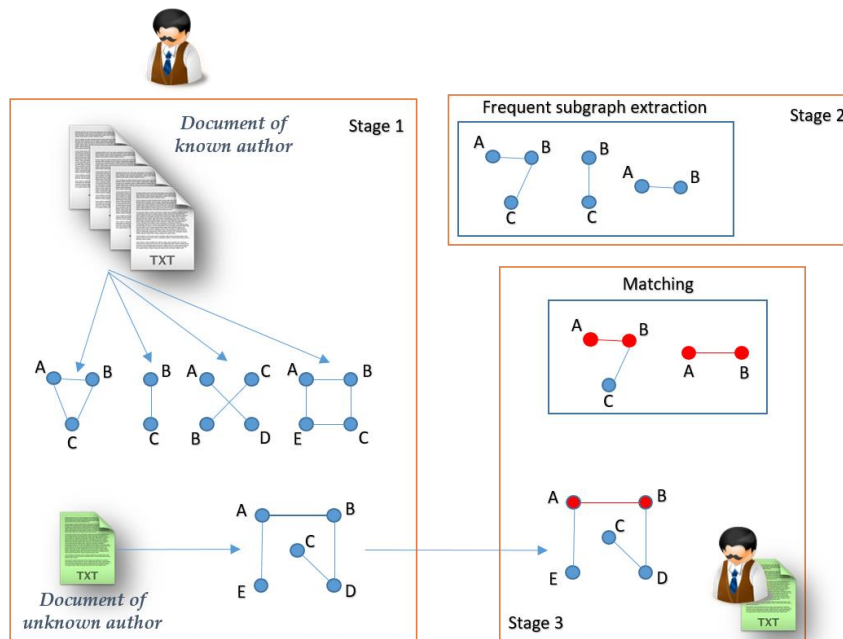 Document of
known author
Stage 1
TXT
A B
C
B
C
A C
B D
A B
E C
TXT
Document of
unknown author
A B
C
E D
Frequent subgraph extraction
Stage 2
A B
C
B
C
A B
Matching
A B
C
A B
A B
C
E D
Stage 3
TXT